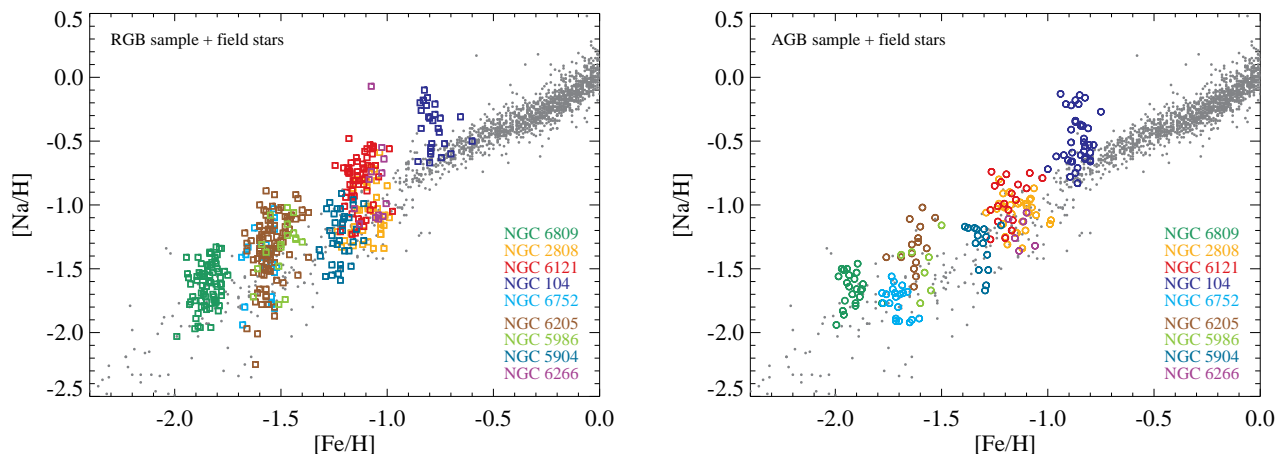 RGB sample + field stars
0.5
0.0
-0.5
-1.0
-1.5
-2.0
-2.5
[Na/H]
NGC 6809
NGC 2808
NGC 6121
NGC 104
NGC 6752
NGC 6205
NGC 5986
NGC 5904
NGC 6266
-2.0 -1.5 -1.0 -0.5 0.0
[Fe/H]
AGB sample + field stars
0.5
0.0
-0.5
-1.0
-1.5
-2.0
-2.5
[Na/H]
NGC 6809
NGC 2808
NGC 6121
NGC 104
NGC 6752
NGC 6205
NGC 5986
NGC 5904
NGC 6266
-2.0 -1.5 -1.0 -0.5 0.0
[Fe/H]